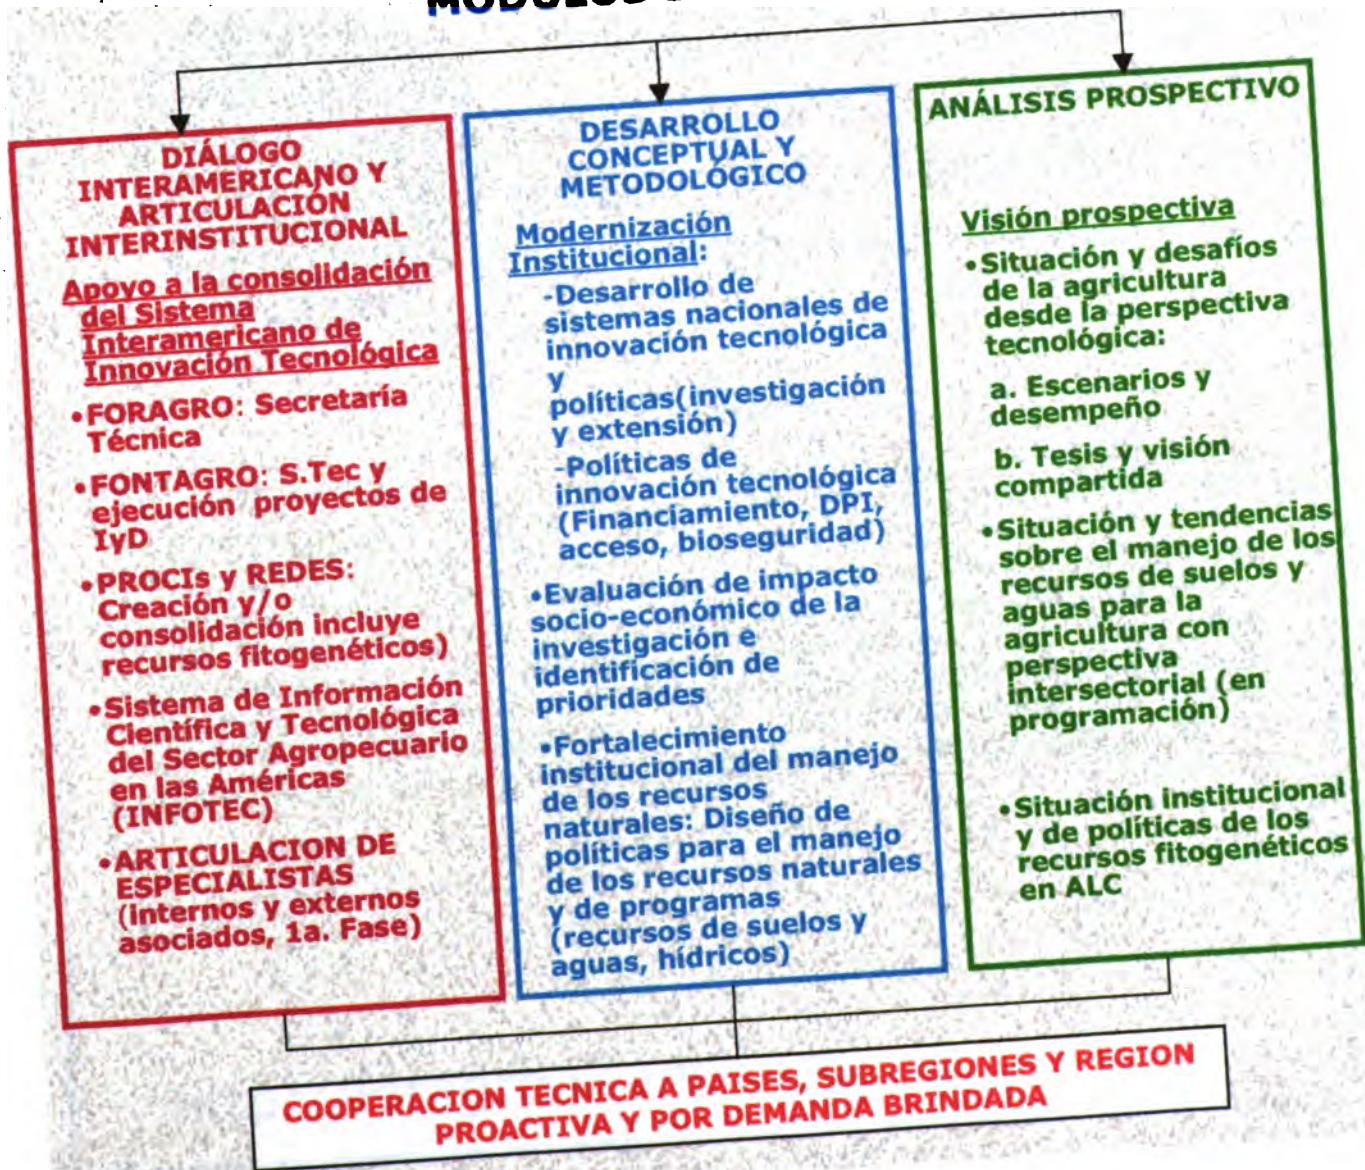 DIÁLOGO
INTERAMERICANO Y
ARTICULACIÓN
INTERINSTITUCIONAL
Apoyo a la consolidación
del Sistema
Interamericano de
Innovación Tecnológica
•FORAGRO: Secretaría
Técnica
•FONTAGRO: S.Tec y
ejecución proyectos de
IyD
•PROCIs y REDES:
Creación y/o
consolidación incluye
recursos fitogenéticos)
•Sistema de Información
Científica y Tecnológica
del Sector Agropecuario
en las Américas
(INFOTEC)
•ARTICULACION DE
ESPECIALISTAS
(internos y externos
asociados, 1a. Fase)
DESARROLLO
CONCEPTUAL Y
METODOLÓGICO
Modernización
Institucional:
-Desarrollo de
sistemas nacionales de
innovación tecnológica
y
políticas(investigación
y extensión)
-Políticas de
innovación tecnológica
(Financiamiento, DPI,
acceso, bioseguridad)
•Evaluación de impacto
socio-económico de la
investigación e
identificación de
prioridades
•Fortalecimiento
institucional del manejo
de los recursos
naturales: Diseño de
políticas para el manejo
de los recursos naturales
y de programas
(recursos de suelos y
aguas, hídricos)
ANÁLISIS PROSPECTIVO
Visión prospectiva
•Situación y desafíos
de la agricultura
desde la perspectiva
tecnológica:
a. Escenarios y
desempeño
b. Tesis y visión
compartida
•Situación y tendencias
sobre el manejo de los
recursos de suelos y
aguas para la
agricultura con
perspectiva
intersectorial (en
programación)
•Situación institucional
y de políticas de los
recursos fitogenéticos
en ALC
COOPERACION TECNICA A PAISES, SUBREGIONES Y REGION
PROACTIVA Y POR DEMANDA BRINDADA